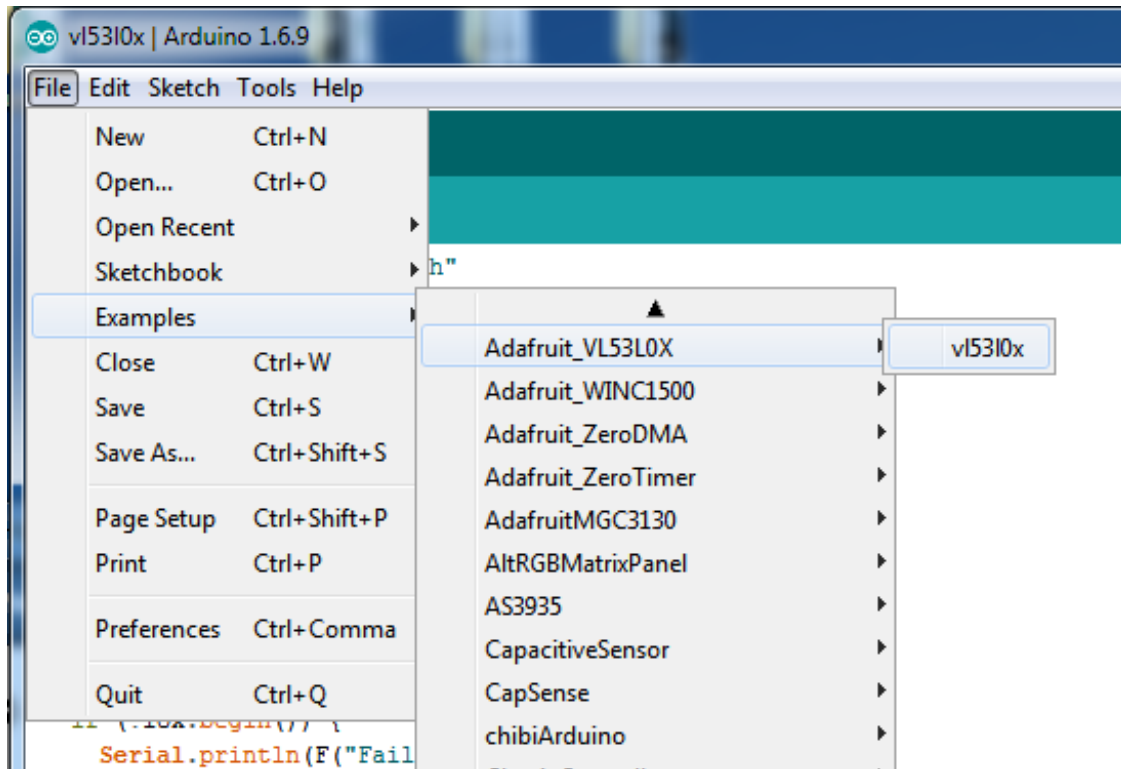 vl53l0x | Arduino 1.6.9
File Edit Sketch Tools Help
New Ctrl+N
Open... Ctrl+O
Open Recent
Sketchbook
Examples
Close Ctrl+W
Save Ctrl+S
Save As... Ctrl+Shift+S
Page Setup Ctrl+Shift+P
Print Ctrl+P
Preferences Ctrl+Comma
Quit Ctrl+Q
h"
Adafruit_VL53L0X
Adafruit_WINC1500
Adafruit_ZeroDMA
Adafruit_ZeroTimer
AdafruitMGC3130
AltRGBMatrixPanel
AS3935
CapacitiveSensor
CapSense
chibiArduino
vl53l0x
Serial.println(F("Fail